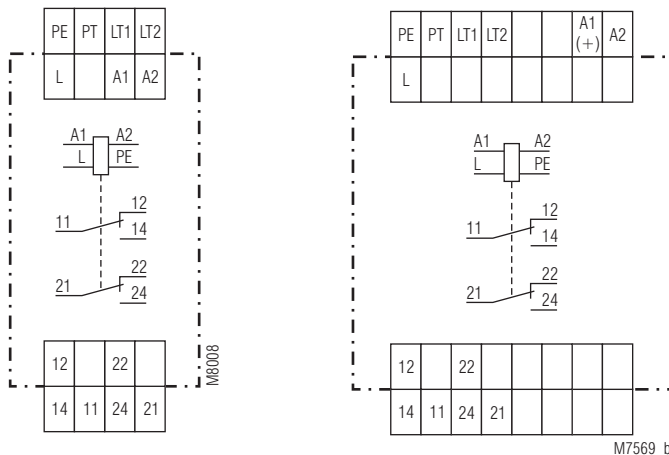 PE PT LT1 LT2
L A1 A2
A1 A2
L PE
12
11
14
22
21
24
12 22
14 11 24 21
M8008
PE PT LT1 LT2 A1 (+) A2
L
A1 A2
L PE
12
11
14
22
21
24
12 22
14 11 24 21
M7569 b